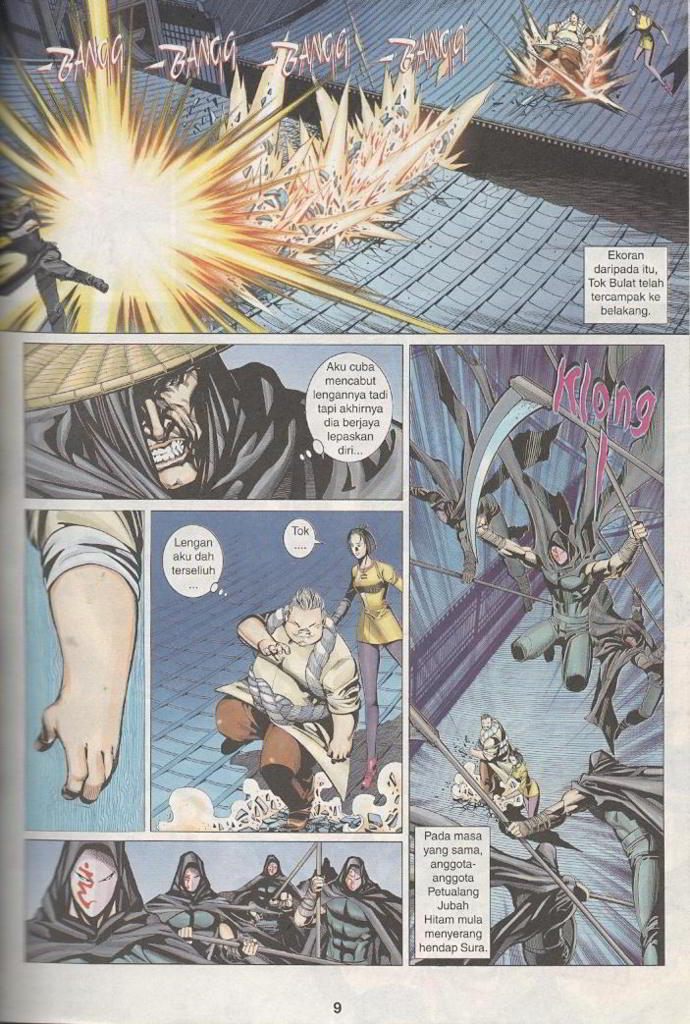 BANGG BANGG BANGG BANGG
Ekoran
daripada itu,
Tok Bulat telah
tercampak ke
belakang.
Aku cuba
mencabut
lengannya tadi
tapi akhirnya
dia berjaya
lepaskan
diri...
Klong
!
Lengan
aku dah
terseliuh
...
Tok
....
Pada masa
yang sama,
anggota-
anggota
Petualang
Jubah
Hitam mula
menyerang
hendap Sura.
9